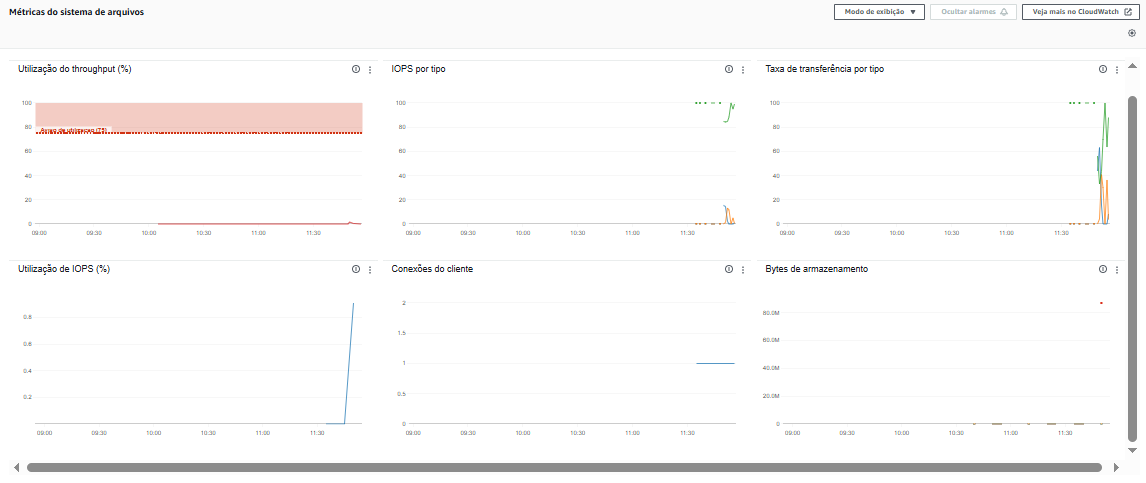 Métricas do sistema de arquivos
Modo de exibição ▼
Ocultar alarmes
Veja mais no CloudWatch
Utilização do throughput (%)
100
80
60
40
20
0
Aviso de utilização (75)
09:00 09:30 10:00 10:30 11:00 11:30
IOPS por tipo
100
80
60
40
20
0
09:00 09:30 10:00 10:30 11:00 11:30
Taxa de transferência por tipo
100
80
60
40
20
0
09:00 09:30 10:00 10:30 11:00 11:30
Utilização de IOPS (%)
0.8
0.6
0.4
0.2
09:00 09:30 10:00 10:30 11:00 11:30
Conexões do cliente
2
1.5
1
0.5
0
09:00 09:30 10:00 10:30 11:00 11:30
Bytes de armazenamento
80.0M
60.0M
40.0M
20.0M
0
09:00 09:30 10:00 10:30 11:00 11:30